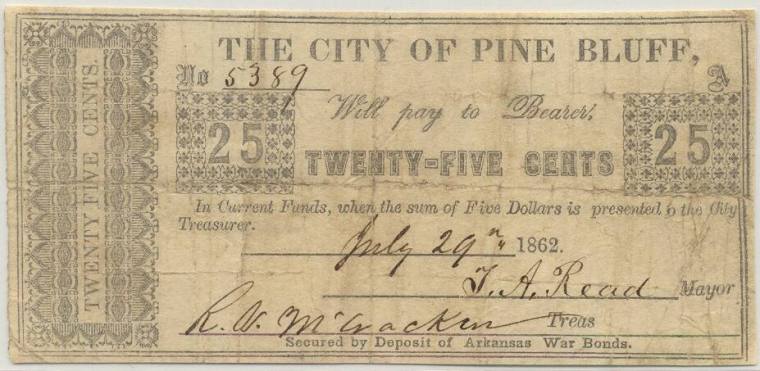 THE CITY OF PINE BLUFF,
No 5389
A
TWENTY FIVE CENTS.
25
Will pay to Bearer,
25
TWENTY-FIVE CENTS
In Current Funds, when the sum of Five Dollars is presented to the City
Treasurer.
July 29th 1862.
Mayor
R. W. McCracken Treas
Secured by Deposit of Arkansas War Bonds.